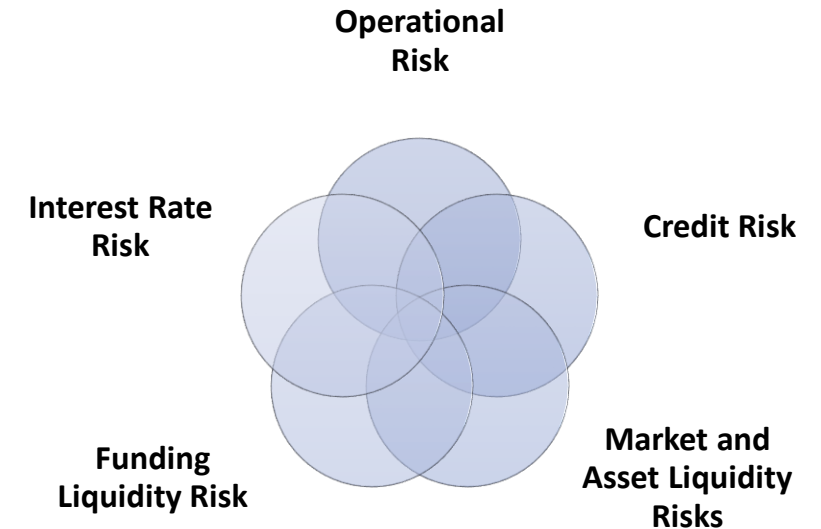 Operational
Risk
Interest Rate
Risk
Credit Risk
Funding
Liquidity Risk
Market and
Asset Liquidity
Risks